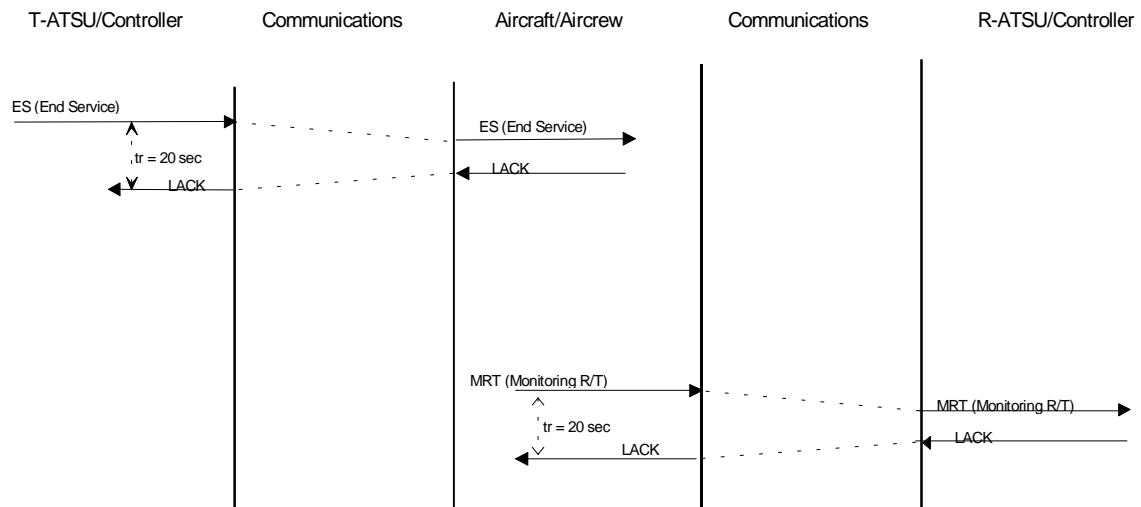 T-ATSU/Controller Communications Aircraft/Aircrew Communications R-ATSU/Controller
ES (End Service)
ES (End Service)
tr = 20 sec
LACK
LACK
MRT (Monitoring R/T)
MRT (Monitoring R/T)
tr = 20 sec
LACK
LACK